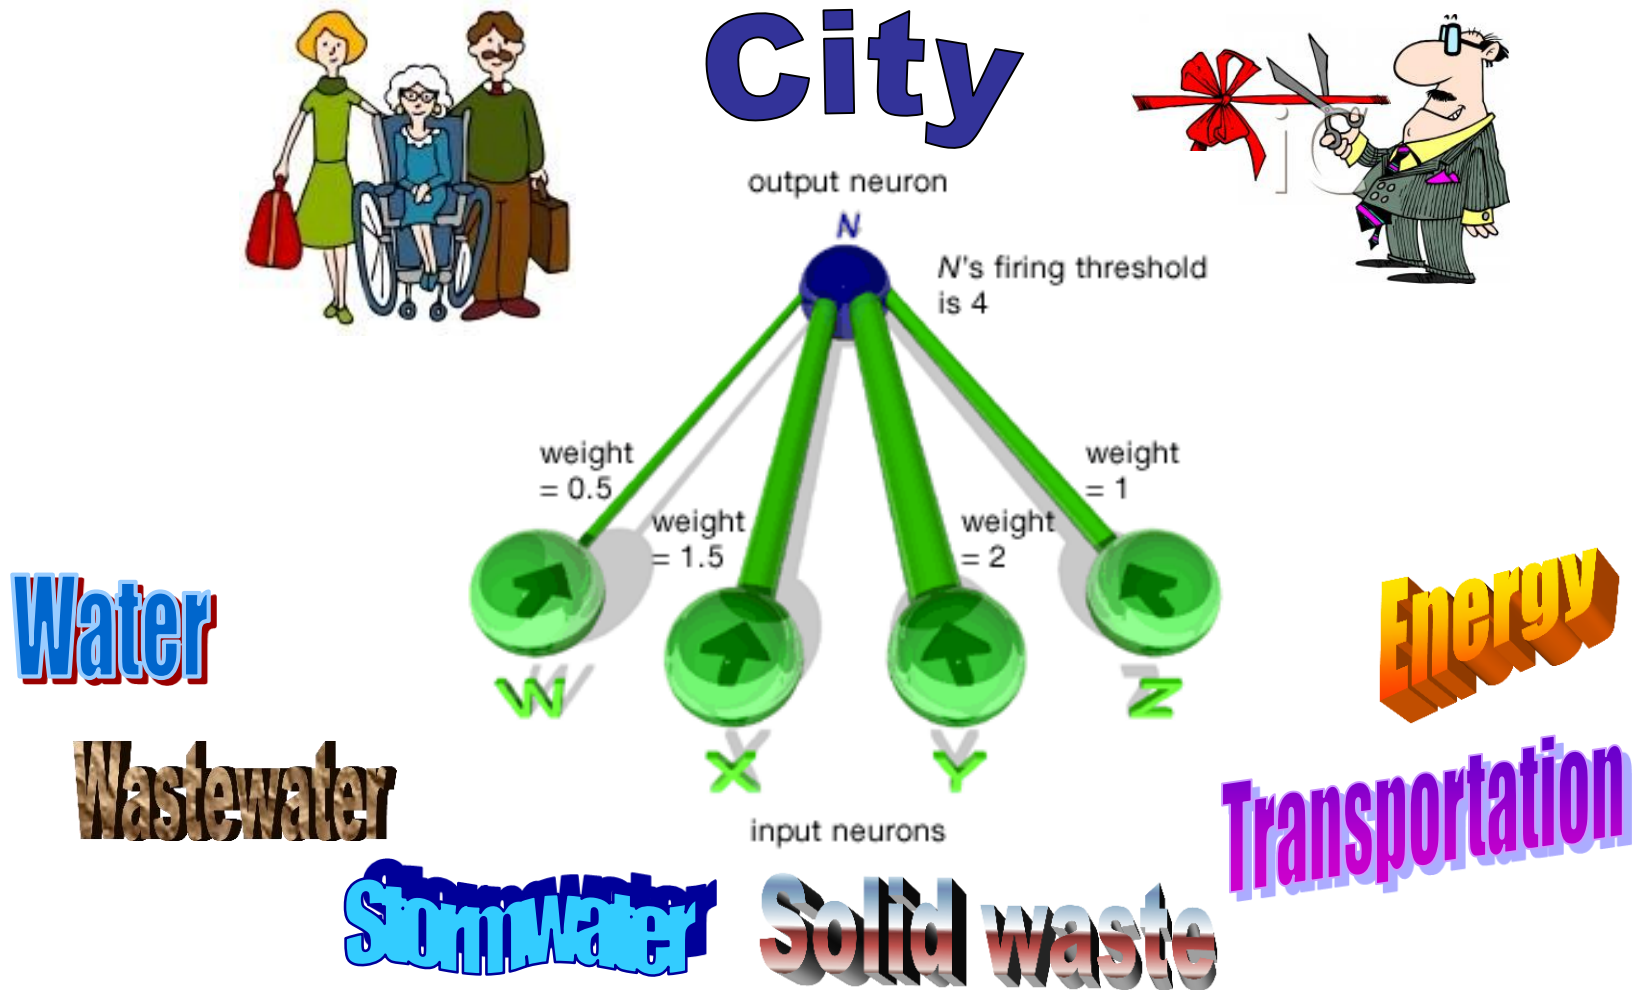 City
output neuron
N
N's firing threshold
is 4
weight
= 0.5
weight
= 1.5
weight
= 2
weight
= 1
W
X
Y
Z
input neurons
Water
Wastewater
Stormwater
Solid waste
Transportation
Energy